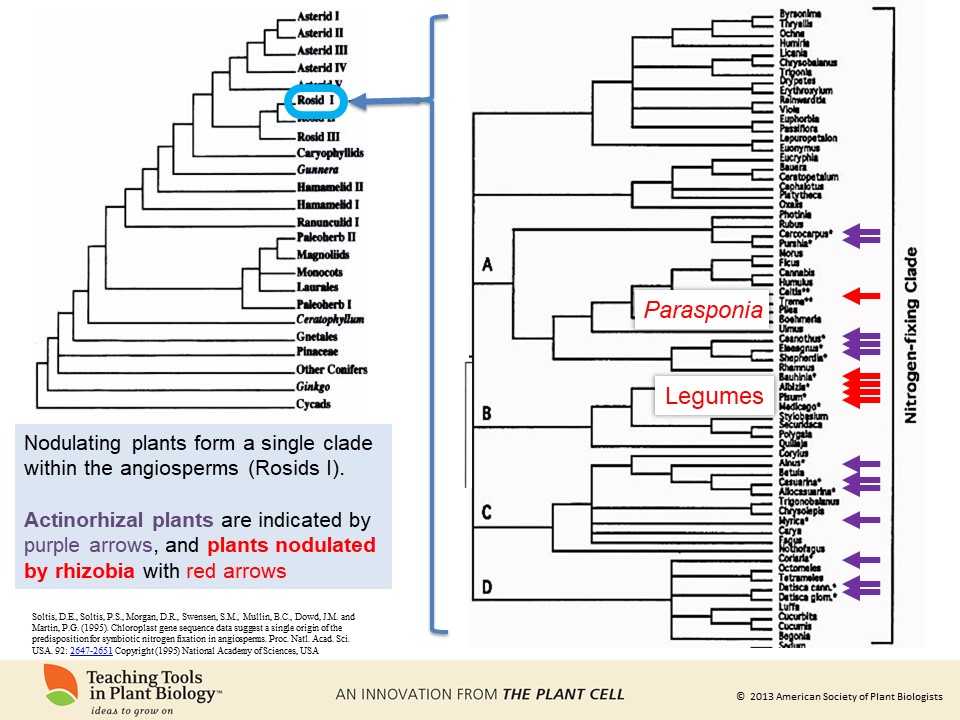 Asterid I
Asterid II
Asterid III
Asterid IV
Asterid V
Rosid I
Rosid II
Rosid III
Caryophyllids
Gunnera
Hamamelid II
Hamamelid I
Ranunculid I
Paleoherb II
Magnoliids
Monocots
Laurales
Paleoherb I
Ceratophyllum
Gnetales
Pinaceae
Other Conifers
Ginkgo
Cycads
Nodulating plants form a single clade
within the angiosperms (Rosids I).
Actinorhizal plants are indicated by
purple arrows, and plants nodulated
by rhizobia with red arrows
Soltis, D.E., Soltis, P.S., Morgan, D.R., Swensen, S.M., Mullin, B.C., Dowd, J.M. and
Martin, P.G. (1995). Chloroplast gene sequence data suggest a single origin of the
predisposition for symbiotic nitrogen fixation in angiosperms. Proc. Natl. Acad. Sci.
USA. 92: 2647-2651 Copyright (1995) National Academy of Sciences, USA
Byrsonima
Thryallis
Ochna
Humiria
Licania
Chrysobalanus
Trigonia
Drypetes
Erythroxylum
Reinwardtia
Viola
Euphorbia
Passiflora
Lepuropetalon
Euonymus
Eucryphia
Bauera
Ceratopetalum
Cephalotus
Platytheca
Oxalis
Photinia
Rubus
Cercocarpus*
Purshia*
Morus
Ficus
Cannabis
Humulus
Celtis**
Trema**
Pilea
Boehmeria
Ulmus
Ceanothus*
Elaeagnus*
Shepherdia*
Rhamnus
Bauhinia*
Albizia*
Pisum*
Medicago*
Stylobasium
Securidaca
Polygala
Quillaja
Corylus
Alnus*
Betula
Casuarina*
Allocasuarina*
Trigonobalanus
Chrysolepis
Myrica*
Carya
Fagus
Nothofagus
Coriaria*
Octomeles
Tetrameles
Datisca cann.*
Datisca glom.*
Luffa
Cucurbita
Cucumis
Begonia
Sedum
A
B
C
D
Parasponia
Legumes
Nitrogen-fixing Clade
Teaching Tools
in Plant Biology™
ideas to grow on
AN INNOVATION FROM THE PLANT CELL
© 2013 American Society of Plant Biologists